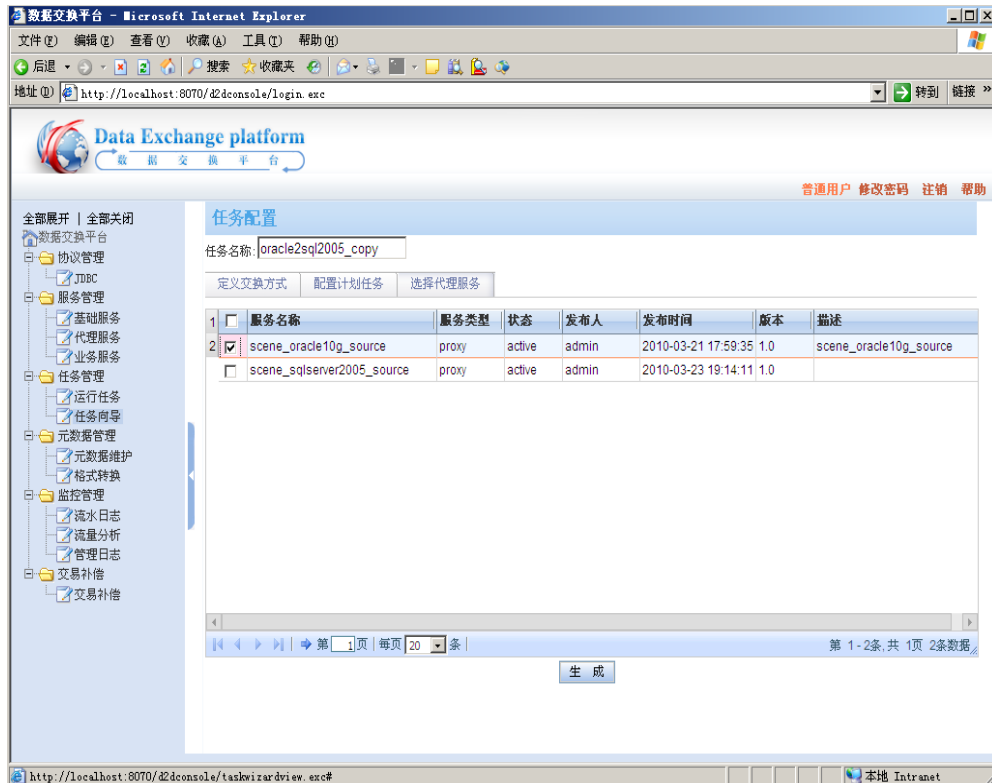 数据交换平台 - Microsoft Internet Explorer
文件(F) 编辑(E) 查看(V) 收藏(A) 工具(T) 帮助(H)
后退 搜索 收藏夹
地址(D) http://localhost:8070/d2dconsole/login.exc 转到 链接 »
Data Exchange platform
数 据 交 换 平 台
普通用户 修改密码 注销 帮助
全部展开 | 全部关闭
数据交换平台
协议管理
JDBC
服务管理
基础服务
代理服务
业务服务
任务管理
运行任务
任务向导
元数据管理
元数据维护
格式转换
监控管理
流水日志
流量分析
管理日志
交易补偿
交易补偿
任务配置
任务名称: oracle2sql2005_copy
定义交换方式 配置计划任务 选择代理服务
1 服务名称 服务类型 状态 发布人 发布时间 版本 描述
2 scene_oracle10g_source proxy active admin 2010-03-21 17:59:35 1.0 scene_oracle10g_source
scene_sqlserver2005_source proxy active admin 2010-03-23 19:14:11 1.0
第 1 页 | 每页 20 条 | 第 1-2条,共 1页 2条数据
生 成
http://localhost:8070/d2dconsole/taskwizardview.exc# 本地 Intranet